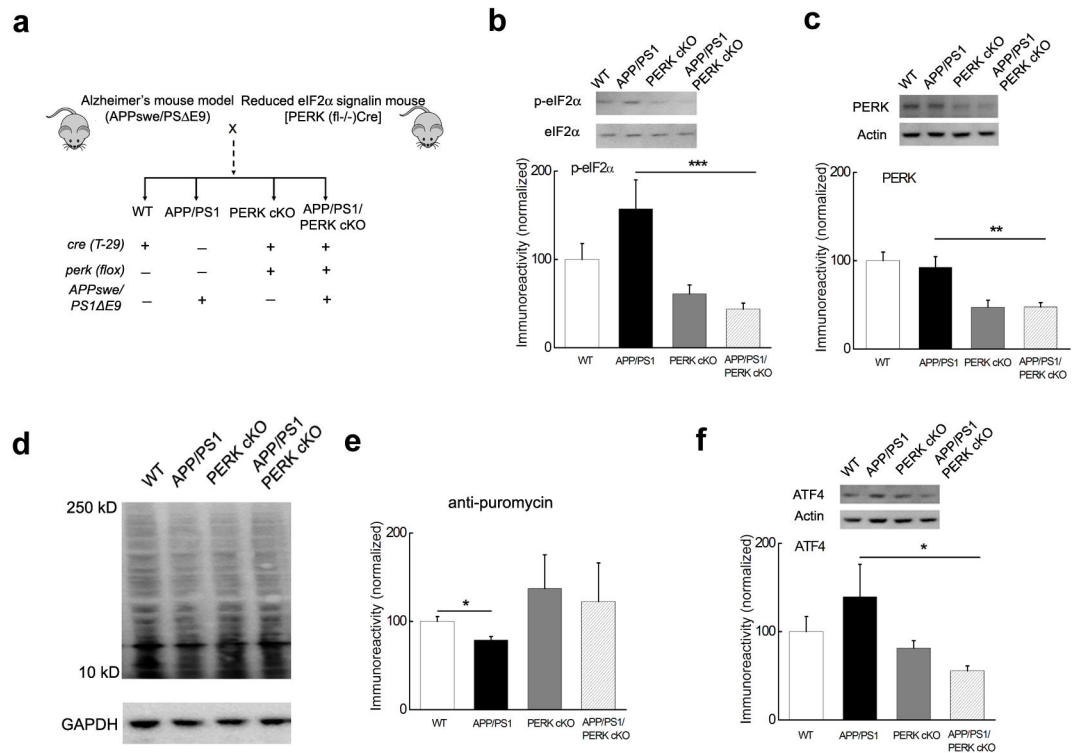 a
Alzheimer's mouse model
(APPswe/PSΔE9)
X
Reduced eIF2α signalin mouse
[PERK (fl-/-)Cre]
WT APP/PS1 PERK cKO APP/PS1/
PERK cKO
cre (T-29) + – + +
perk (flox) – – + +
APPswe/
PS1ΔE9 – + – +
b
WT APP/PS1 PERK cKO APP/PS1
PERK cKO
p-eIF2α
eIF2α
Immunoreactivity (normalized)
200
100
0
p-eIF2α
***
WT APP/PS1 PERK cKO APP/PS1/
PERK cKO
c
WT APP/PS1 PERK cKO APP/PS1
PERK cKO
PERK
Actin
Immunoreactivity (normalized)
200
100
0
PERK
**
WT APP/PS1 PERK cKO APP/PS1/
PERK cKO
d
WT APP/PS1 PERK cKO APP/PS1
PERK cKO
250 kD
10 kD
GAPDH
e
anti-puromycin
Immunoreactivity (normalized)
200
100
0
*
WT APP/PS1 PERK cKO APP/PS1/
PERK cKO
f
WT APP/PS1 PERK cKO APP/PS1
PERK cKO
ATF4
Actin
Immunoreactivity (normalized)
200
100
0
ATF4
*
WT APP/PS1 PERK cKO APP/PS1/
PERK cKO